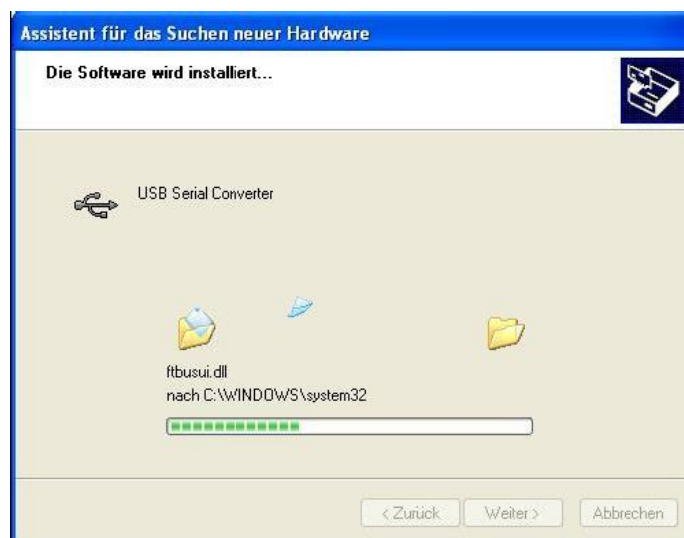 Assistent für das Suchen neuer Hardware
Die Software wird installiert...
USB Serial Converter
ftbusui.dll
nach C:\WINDOWS\system32
< Zurück
Weiter >
Abbrechen